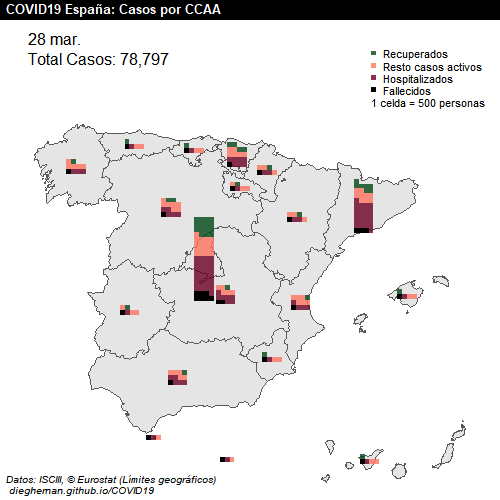 COVID19 España: Casos por CCAA
28 mar.
Total Casos: 78,797
Recuperados
Resto casos activos
Hospitalizados
Fallecidos
1 celda = 500 personas
Datos: ISCIII, © Eurostat (Límites geográficos)
diegheman.github.io/COVID19